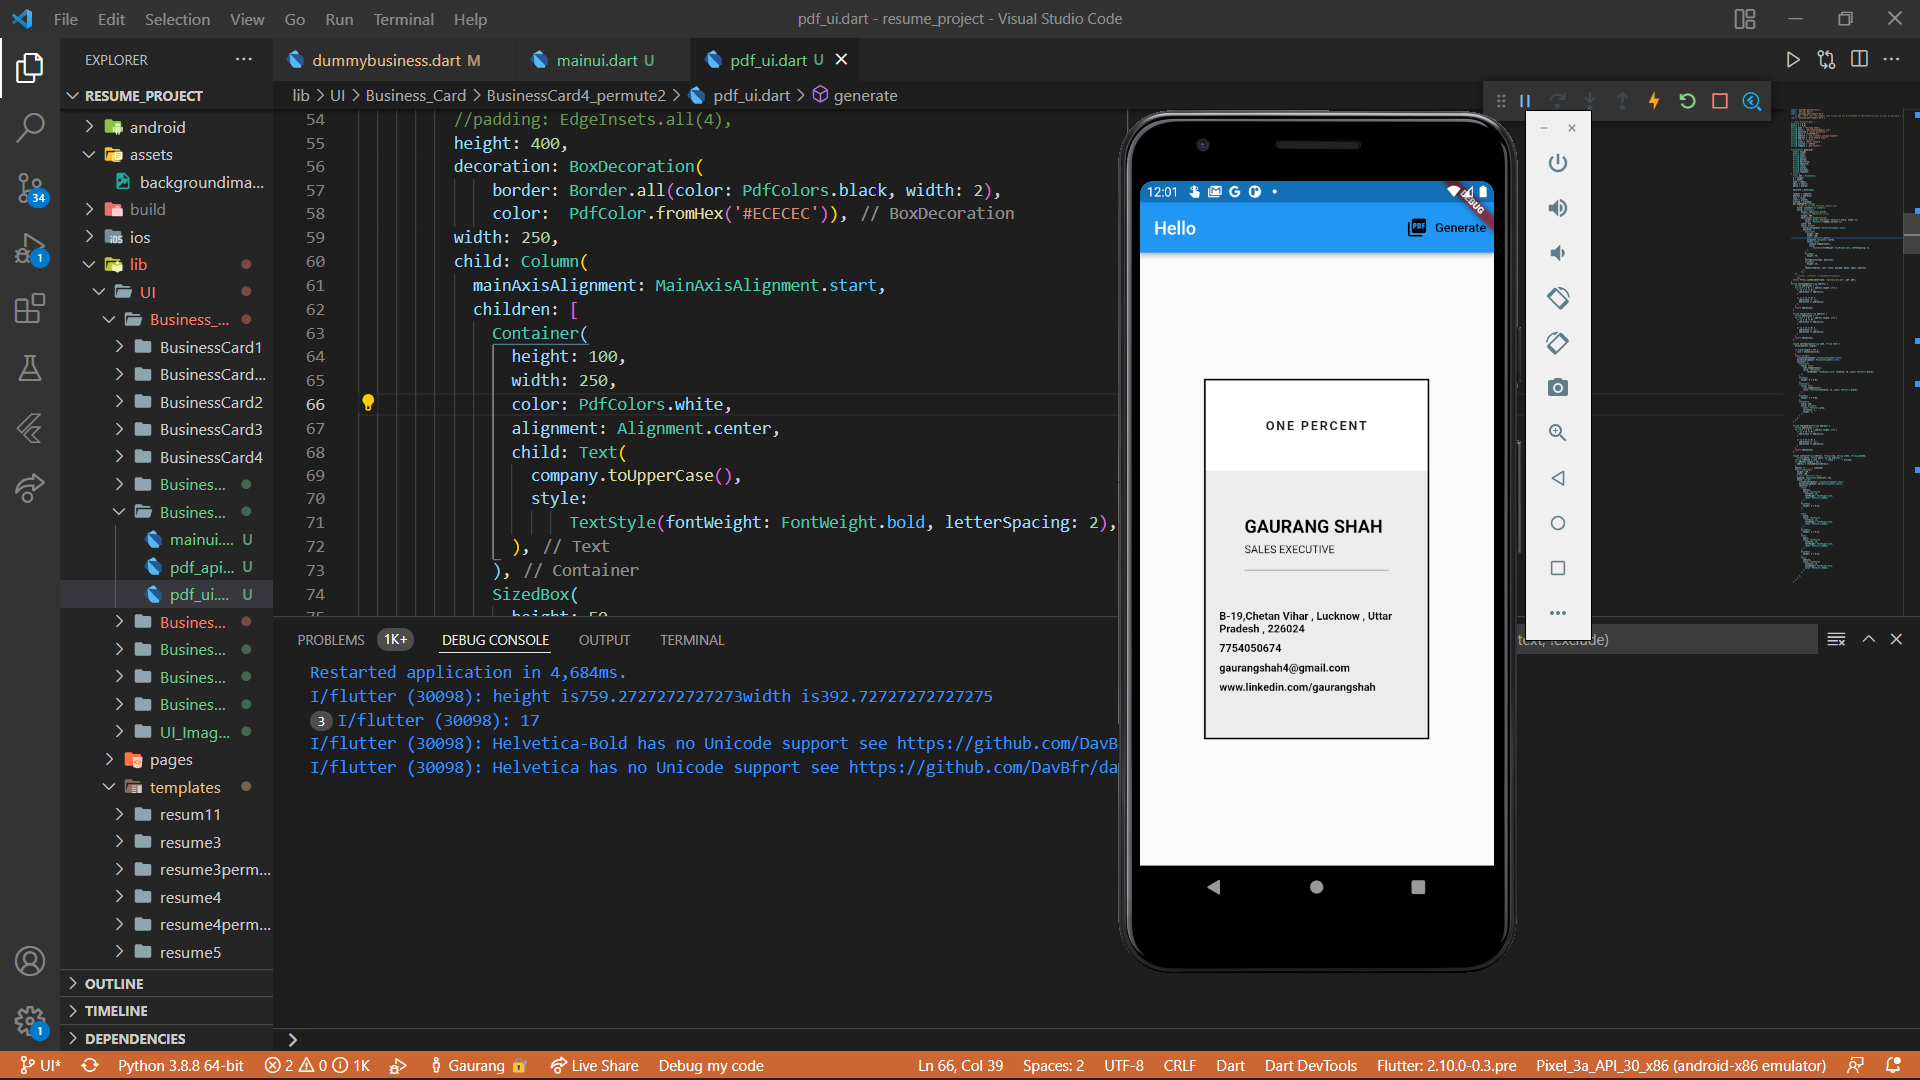 File Edit Selection View Go Run Terminal Help
pdf_ui.dart - resume_project - Visual Studio Code
EXPLORER
dummybusiness.dart M
mainui.dart U
pdf_ui.dart U
RESUME_PROJECT
lib > UI > Business_Card > BusinessCard4_permute2 > pdf_ui.dart > generate
android
assets
backgroundima...
build
ios
lib
UI
Business_...
BusinessCard1
BusinessCard...
BusinessCard2
BusinessCard3
BusinessCard4
Busines...
Busines...
mainui.... U
pdf_api... U
pdf_ui.... U
Busines...
Busines...
Busines...
Busines...
UI_Imag...
pages
templates
resum11
resume3
resume3perm...
resume4
resume4perm...
resume5
OUTLINE
TIMELINE
DEPENDENCIES
34
1
1
54 //padding: EdgeInsets.all(4),
55 height: 400,
56 decoration: BoxDecoration(
57 border: Border.all(color: PdfColors.black, width: 2),
58 color: PdfColor.fromHex('#ECECEC')), // BoxDecoration
59 width: 250,
60 child: Column(
61 mainAxisAlignment: MainAxisAlignment.start,
62 children: [
63 Container(
64 height: 100,
65 width: 250,
66 color: PdfColors.white,
67 alignment: Alignment.center,
68 child: Text(
69 company.toUpperCase(),
70 style:
71 TextStyle(fontWeight: FontWeight.bold, letterSpacing: 2),
72 ), // Text
73 ), // Container
74 SizedBox(
PROBLEMS 1K+ DEBUG CONSOLE OUTPUT TERMINAL
text, !exclude)
Restarted application in 4,684ms.
I/flutter (30098): height is759.2727272727273width is392.72727272727275
3 I/flutter (30098): 17
I/flutter (30098): Helvetica-Bold has no Unicode support see https://github.com/DavB
I/flutter (30098): Helvetica has no Unicode support see https://github.com/DavBfr/da
12:01
DEBUG
Hello
PDF Generate
ONE PERCENT
GAURANG SHAH
SALES EXECUTIVE
B-19,Chetan Vihar , Lucknow , Uttar
Pradesh , 226024
7754050674
gaurangshah4@gmail.com
www.linkedin.com/gaurangshah
UI* Python 3.8.8 64-bit 2 0 1K Gaurang Live Share Debug my code Ln 66, Col 39 Spaces: 2 UTF-8 CRLF Dart Dart DevTools Flutter: 2.10.0-0.3.pre Pixel_3a_API_30_x86 (android-x86 emulator)